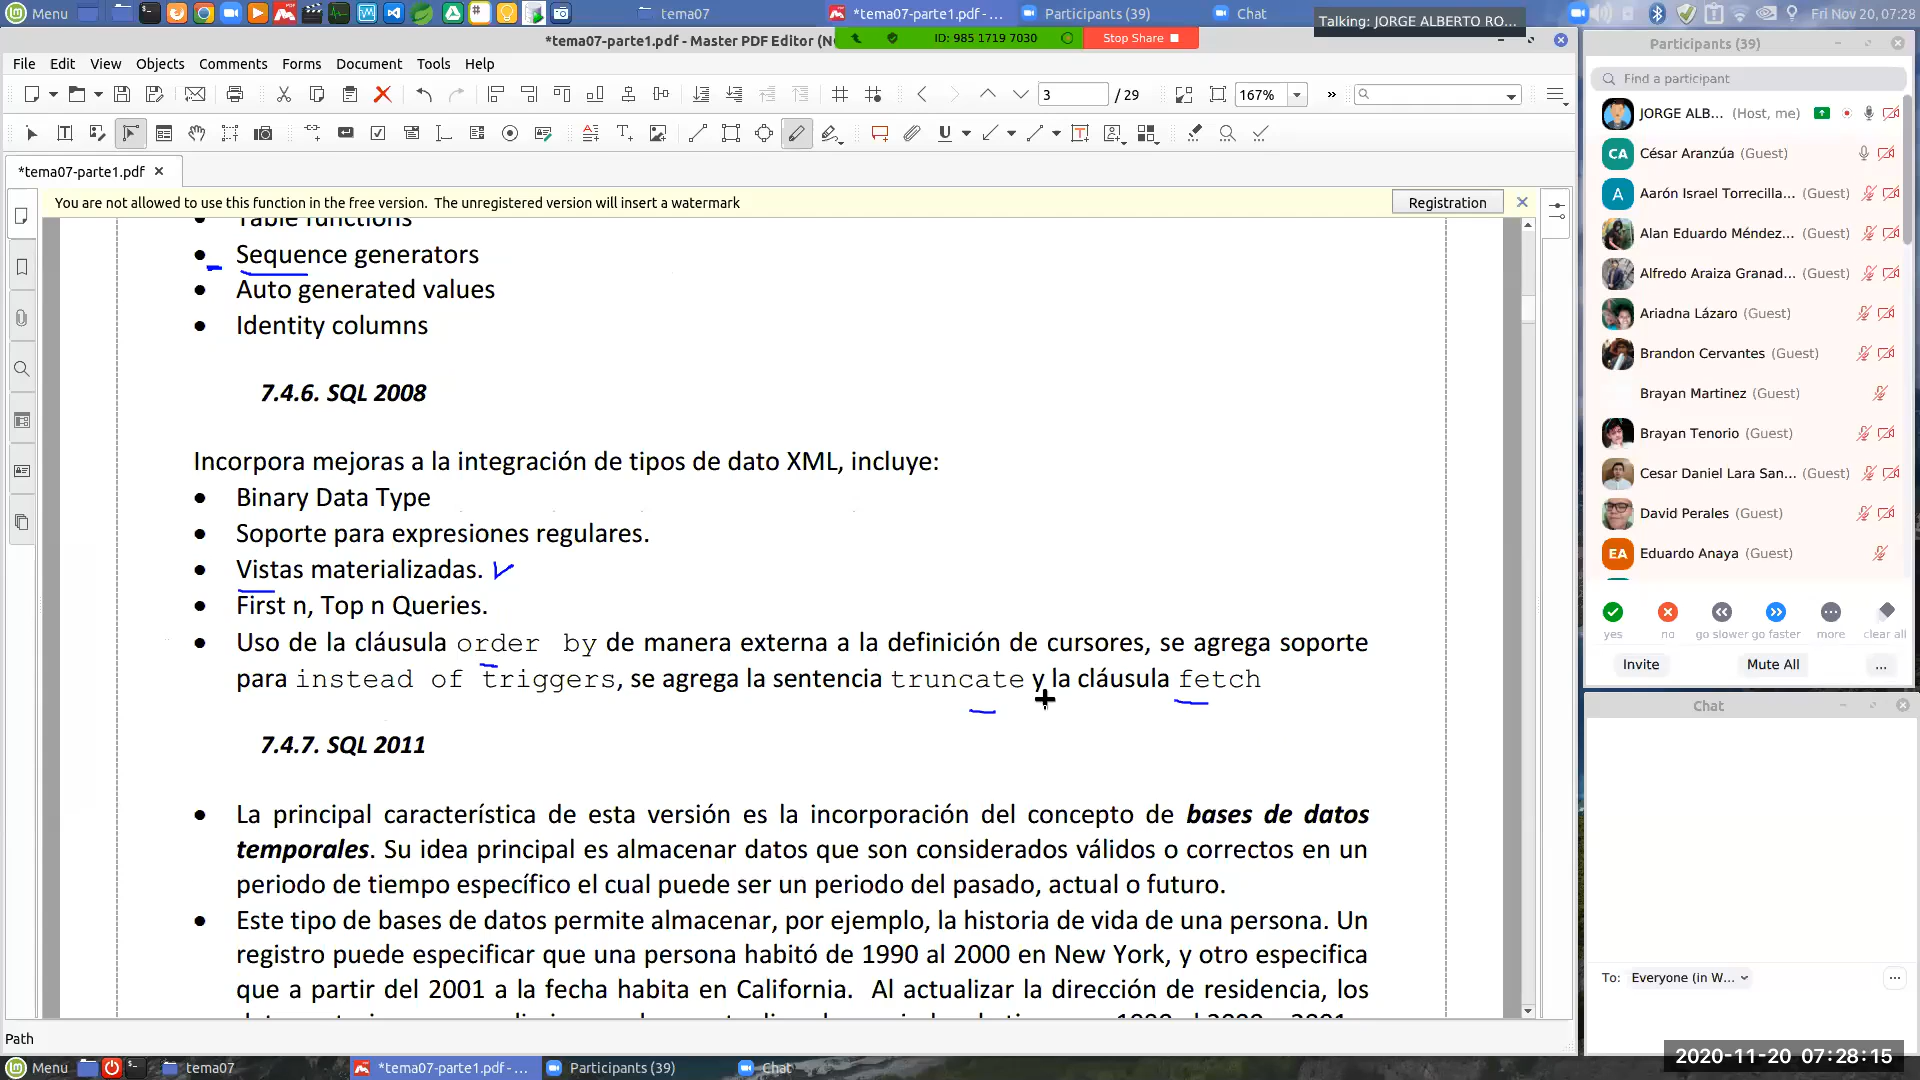 Menu
tema07
*tema07-parte1.pdf - ...
Participants (39)
Chat
Talking: JORGE ALBERTO RO...
Fri Nov 20, 07:28
*tema07-parte1.pdf - Master PDF Editor (N
ID: 985 1719 7030
Stop Share
File Edit View Objects Comments Forms Document Tools Help
3 / 29
167%
*tema07-parte1.pdf
You are not allowed to use this function in the free version. The unregistered version will insert a watermark
Registration
• Table functions
• Sequence generators
• Auto generated values
• Identity columns
7.4.6. SQL 2008
Incorpora mejoras a la integración de tipos de dato XML, incluye:
• Binary Data Type
• Soporte para expresiones regulares.
• Vistas materializadas.
• First n, Top n Queries.
• Uso de la cláusula order by de manera externa a la definición de cursores, se agrega soporte
para instead of triggers, se agrega la sentencia truncate y la cláusula fetch
7.4.7. SQL 2011
• La principal característica de esta versión es la incorporación del concepto de bases de datos
temporales. Su idea principal es almacenar datos que son considerados válidos o correctos en un
periodo de tiempo específico el cual puede ser un periodo del pasado, actual o futuro.
• Este tipo de bases de datos permite almacenar, por ejemplo, la historia de vida de una persona. Un
registro puede especificar que una persona habitó de 1990 al 2000 en New York, y otro especifica
que a partir del 2001 a la fecha habita en California. Al actualizar la dirección de residencia, los
Path
Participants (39)
Find a participant
JORGE ALB... (Host, me)
CA César Aranzúa (Guest)
A Aarón Israel Torrecilla... (Guest)
Alan Eduardo Méndez... (Guest)
Alfredo Araiza Granad... (Guest)
Ariadna Lázaro (Guest)
Brandon Cervantes (Guest)
Brayan Martinez (Guest)
Brayan Tenorio (Guest)
Cesar Daniel Lara San... (Guest)
David Perales (Guest)
EA Eduardo Anaya (Guest)
yes no go slower go faster more clear all
Invite
Mute All
...
Chat
To: Everyone (in W...
Menu
tema07
*tema07-parte1.pdf - ...
Participants (39)
Chat
2020-11-20 07:28:15